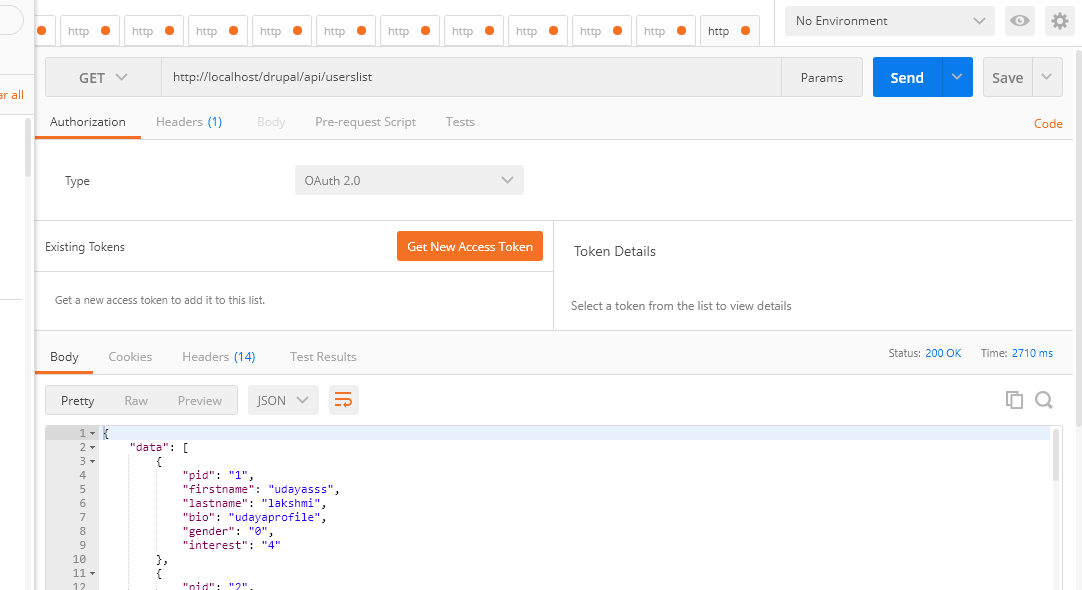 http http http http http http http http http http http No Environment
GET http://localhost/drupal/api/userslist Params Send Save
ar all
Authorization Headers (1) Body Pre-request Script Tests Code
Type OAuth 2.0
Existing Tokens Get New Access Token Token Details
Get a new access token to add it to this list. Select a token from the list to view details
Body Cookies Headers (14) Test Results Status: 200 OK Time: 2710 ms
Pretty Raw Preview JSON
1 {
2 "data": [
3 {
4 "pid": "1",
5 "firstname": "udayasss",
6 "lastname": "lakshmi",
7 "bio": "udayaprofile",
8 "gender": "0",
9 "interest": "4"
10 },
11 {
12 "pid": "2",